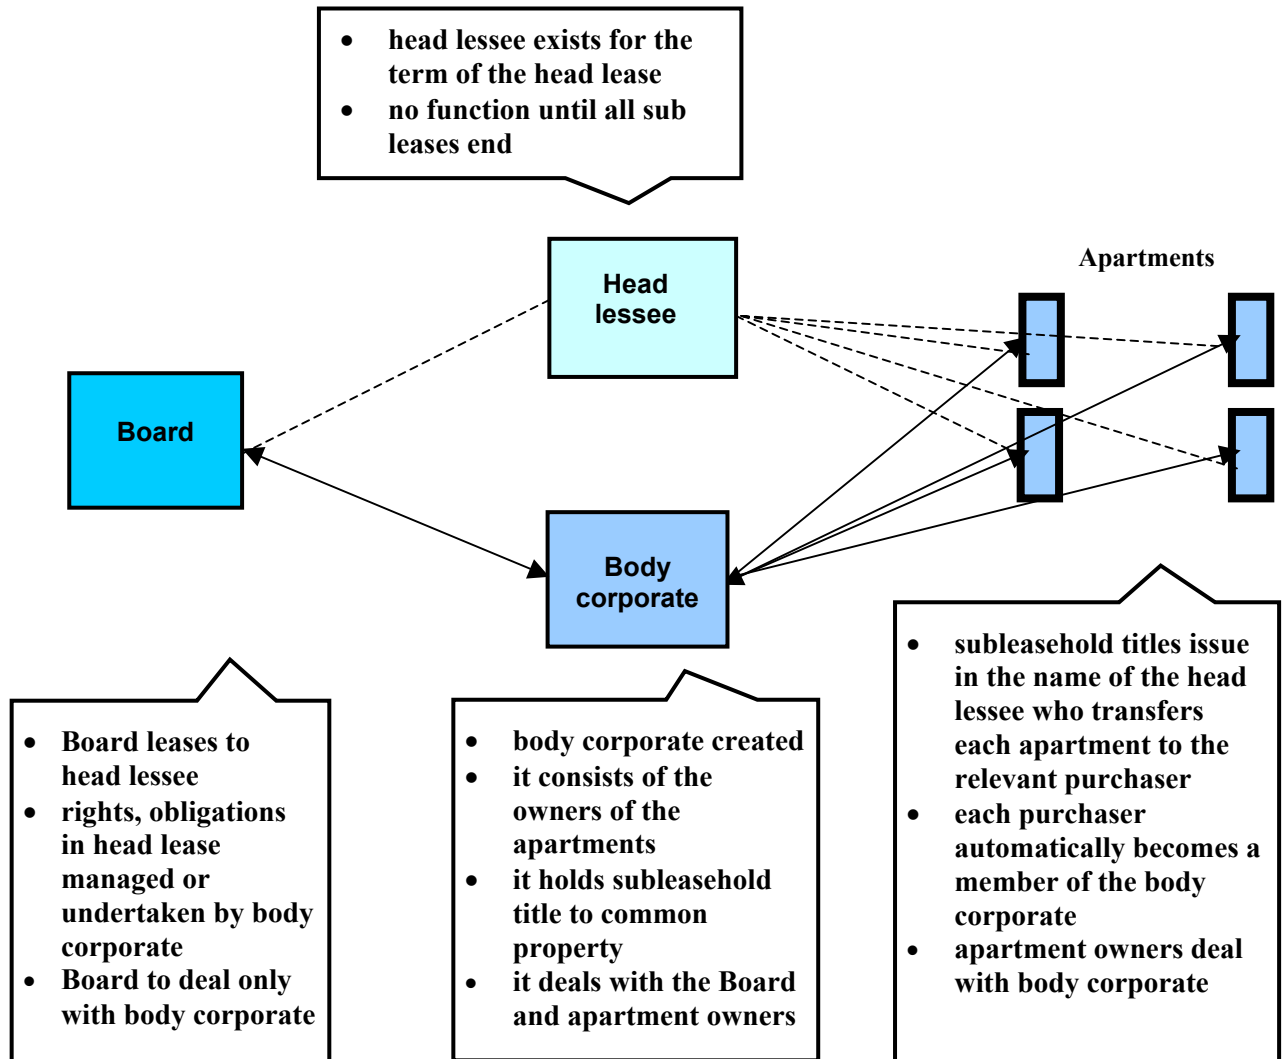 • head lessee exists for the
term of the head lease
• no function until all sub
leases end
Head
lessee
Apartments
Board
Body
corporate
• Board leases to
head lessee
• rights, obligations
in head lease
managed or
undertaken by body
corporate
• Board to deal only
with body corporate
• body corporate created
• it consists of the
owners of the
apartments
• it holds subleasehold
title to common
property
• it deals with the Board
and apartment owners
• subleasehold titles issue
in the name of the head
lessee who transfers
each apartment to the
relevant purchaser
• each purchaser
automatically becomes a
member of the body
corporate
• apartment owners deal
with body corporate